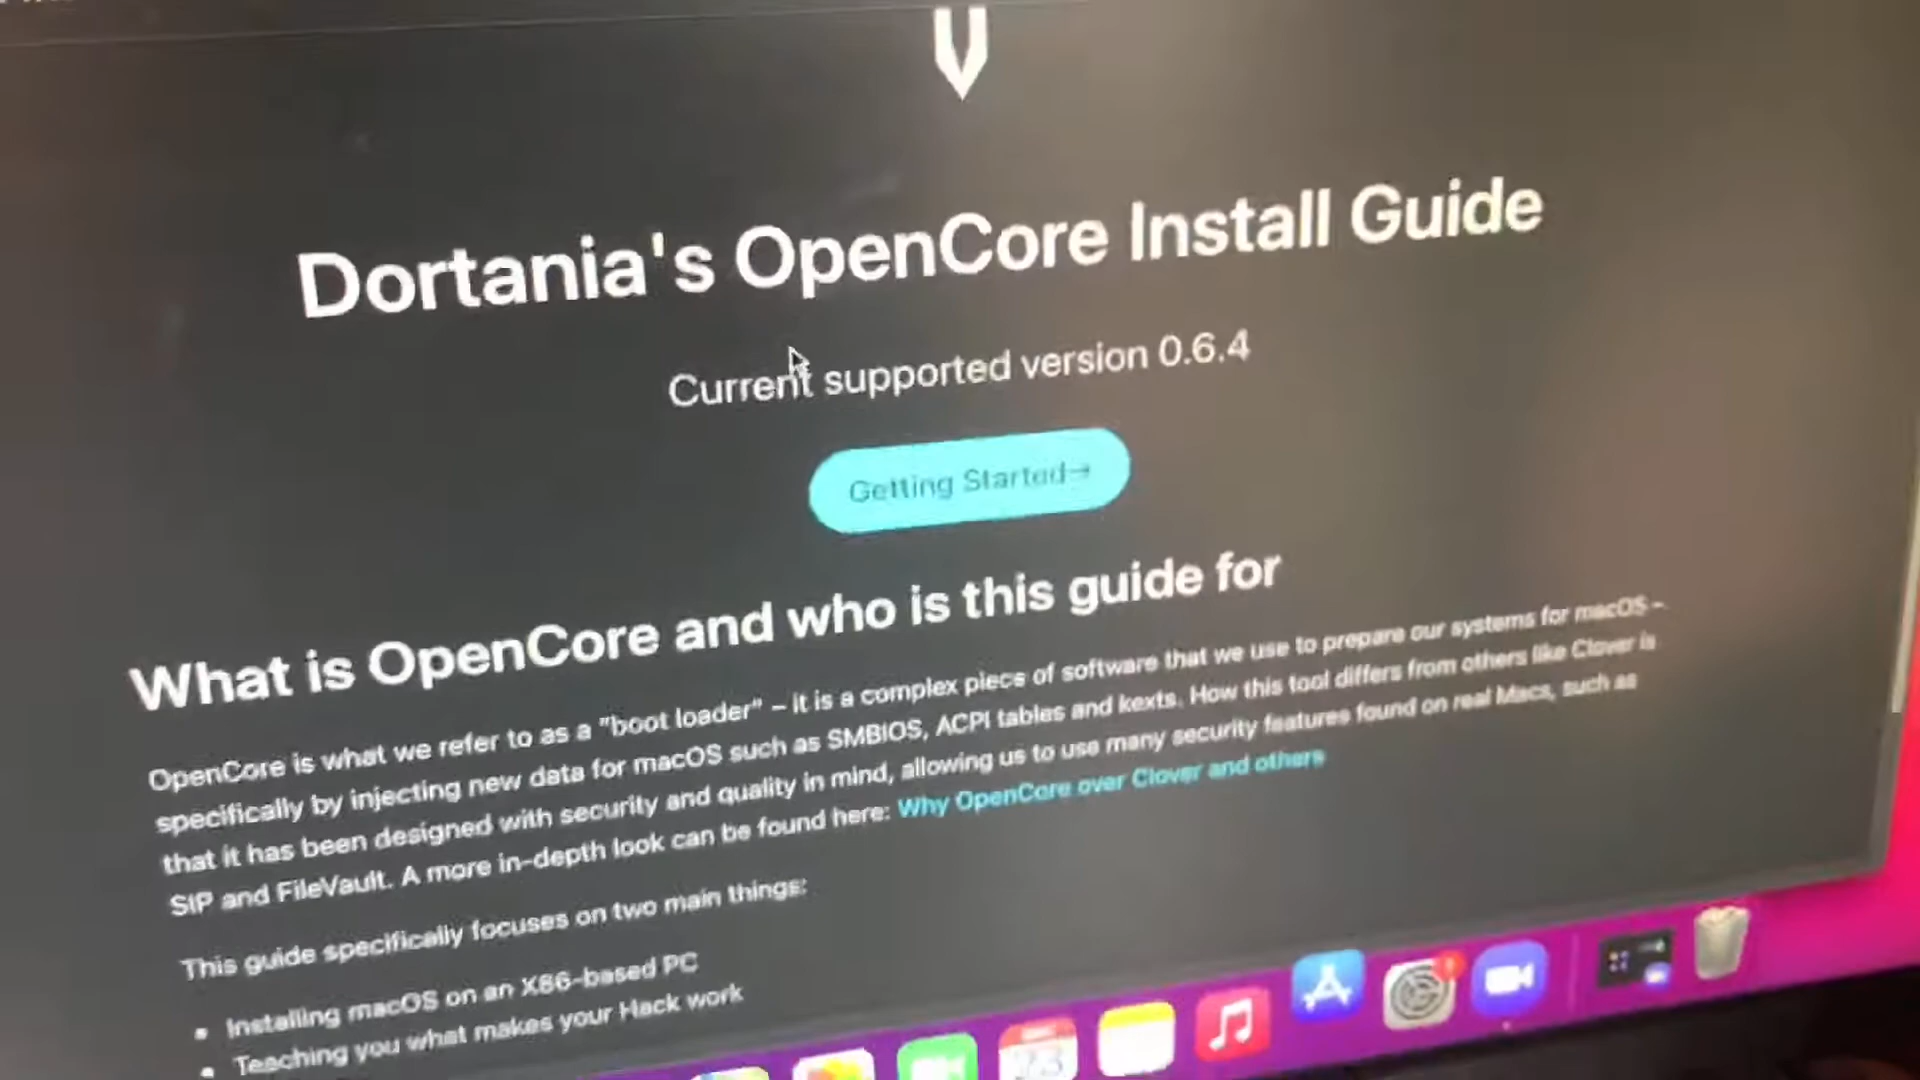 Dortania's OpenCore Install Guide
Current supported version 0.6.4
Getting Started→
What is OpenCore and who is this guide for
OpenCore is what we refer to as a "boot loader" – it is a complex piece of software that we use to prepare our systems for macOS –
specifically by injecting new data for macOS such as SMBIOS, ACPI tables and kexts. How this tool differs from others like Clover is
that it has been designed with security and quality in mind, allowing us to use many security features found on real Macs, such as
SIP and FileVault. A more in-depth look can be found here: Why OpenCore over Clover and others
This guide specifically focuses on two main things:
• Installing macOS on an X86-based PC
• Teaching you what makes your Hack work